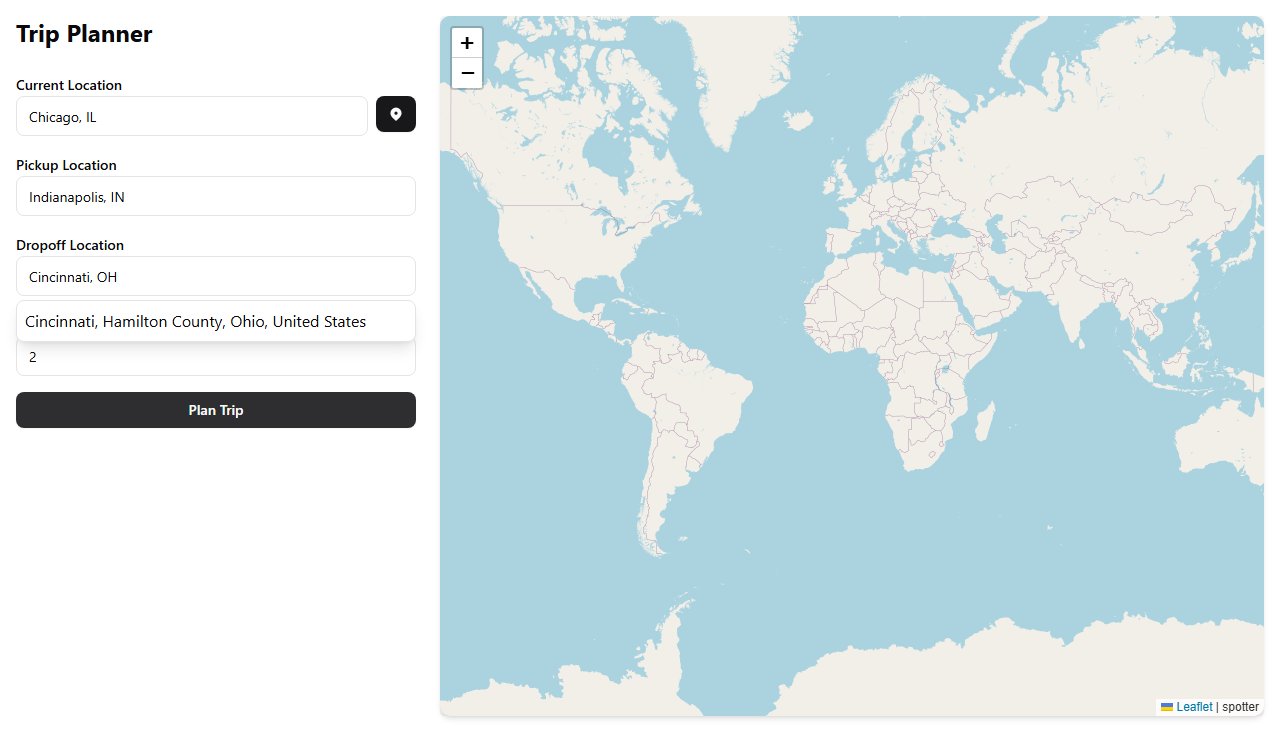 Trip Planner
Current Location
Chicago, IL
Pickup Location
Indianapolis, IN
Dropoff Location
Cincinnati, OH
Cincinnati, Hamilton County, Ohio, United States
2
Plan Trip
+
−
Leaflet | spotter